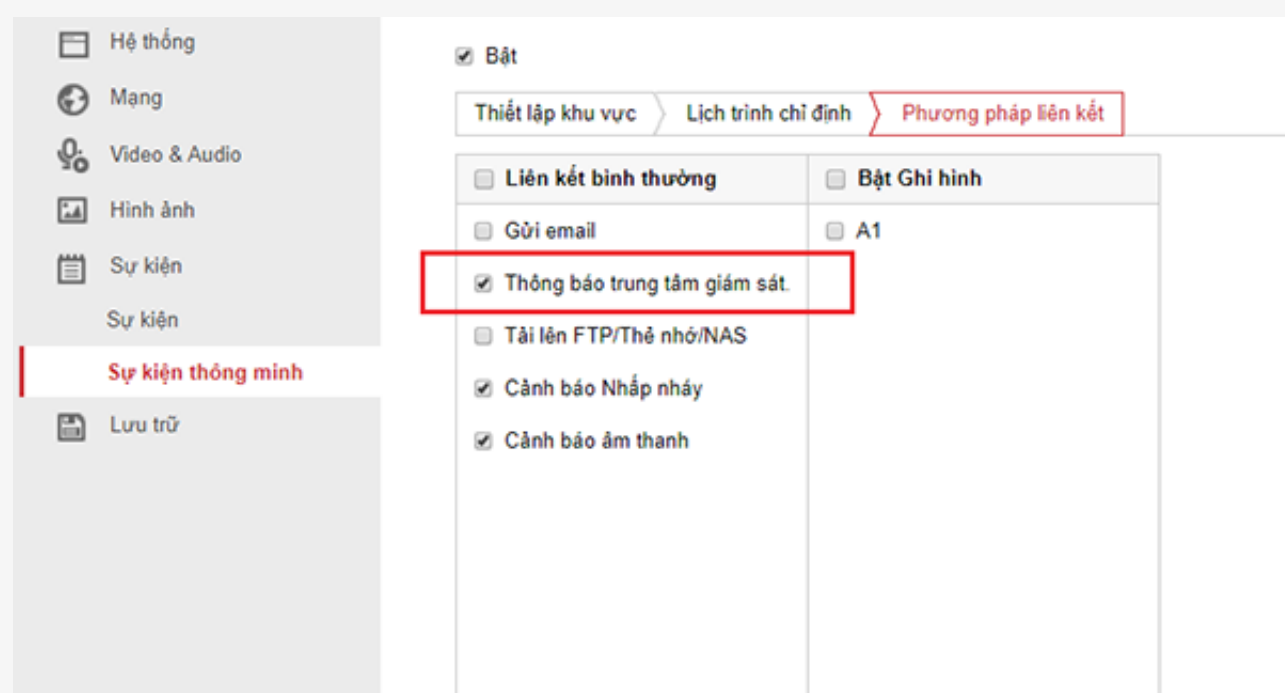 Hệ thống
Mạng
Video & Audio
Hình ảnh
Sự kiện
Sự kiện
Sự kiện thông minh
Lưu trữ
Bật
Thiết lập khu vực Lịch trình chỉ định Phương pháp liên kết
Liên kết bình thường Bật Ghi hình
Gửi email A1
Thông báo trung tâm giám sát.
Tải lên FTP/Thẻ nhớ/NAS
Cảnh báo Nhấp nháy
Cảnh báo âm thanh